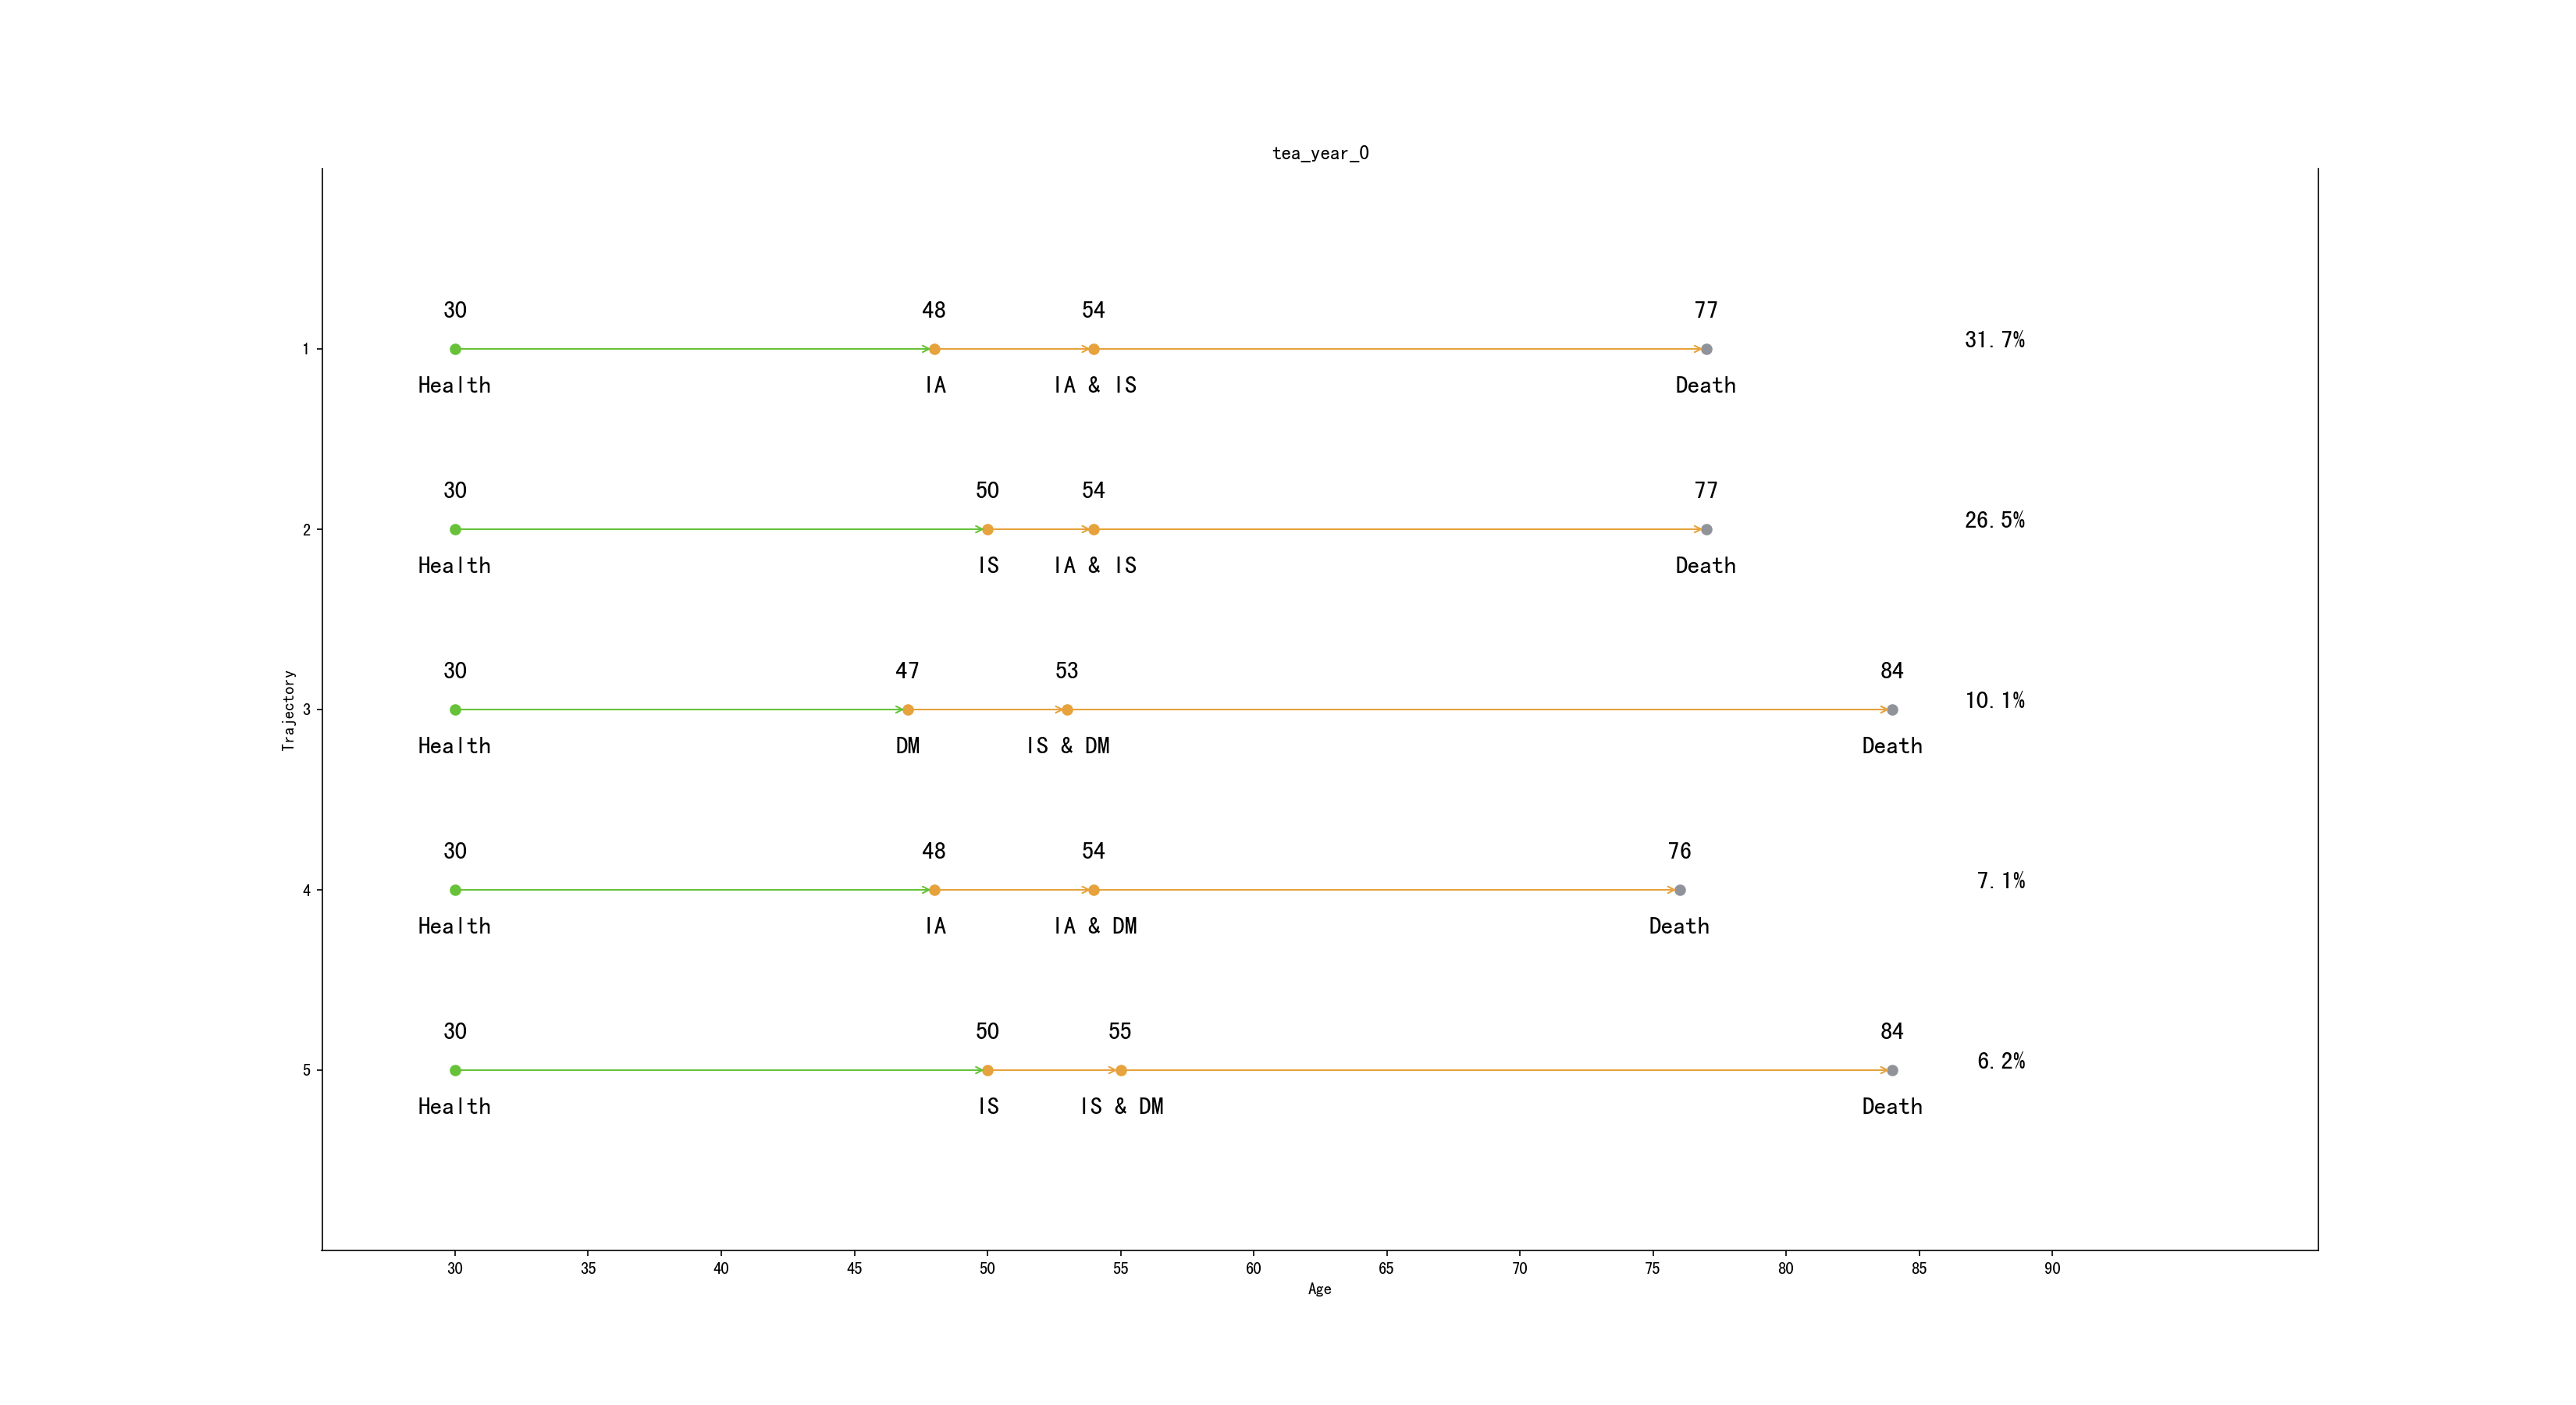 tea_year_0
30 48 54 77
31.7%
1
Health IA IA & IS Death
30 50 54 77
26.5%
2
Health IS IA & IS Death
30 47 53 84
10.1%
3
Trajectory
Health DM IS & DM Death
30 48 54 76
7.1%
4
Health IA IA & DM Death
30 50 55 84
6.2%
5
Health IS IS & DM Death
30 35 40 45 50 55 60 65 70 75 80 85 90
Age